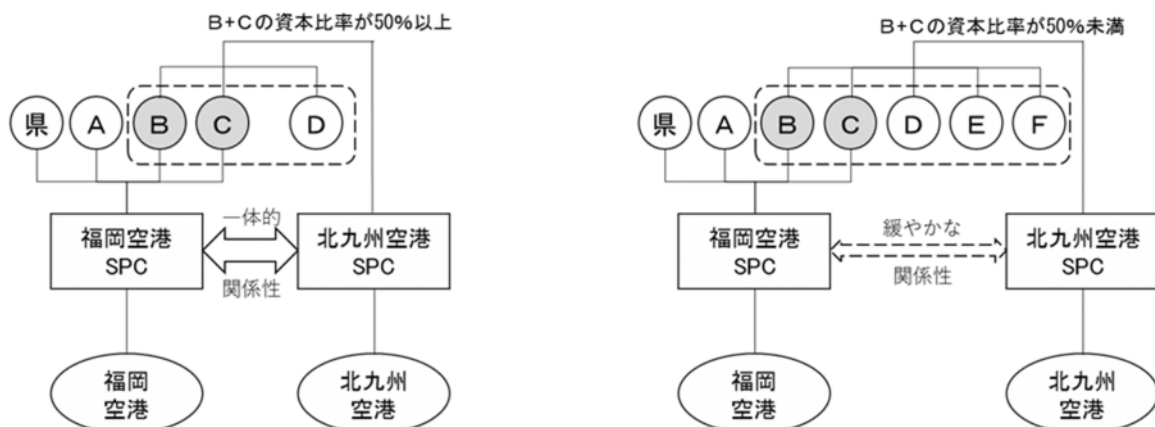 B+Cの資本比率が50%以上
県 A B C D
福岡空港
SPC
一体的
関係性
北九州空港
SPC
福岡
空港
北九州
空港
B+Cの資本比率が50%未満
県 A B C D E F
福岡空港
SPC
緩やかな
関係性
北九州空港
SPC
福岡
空港
北九州
空港